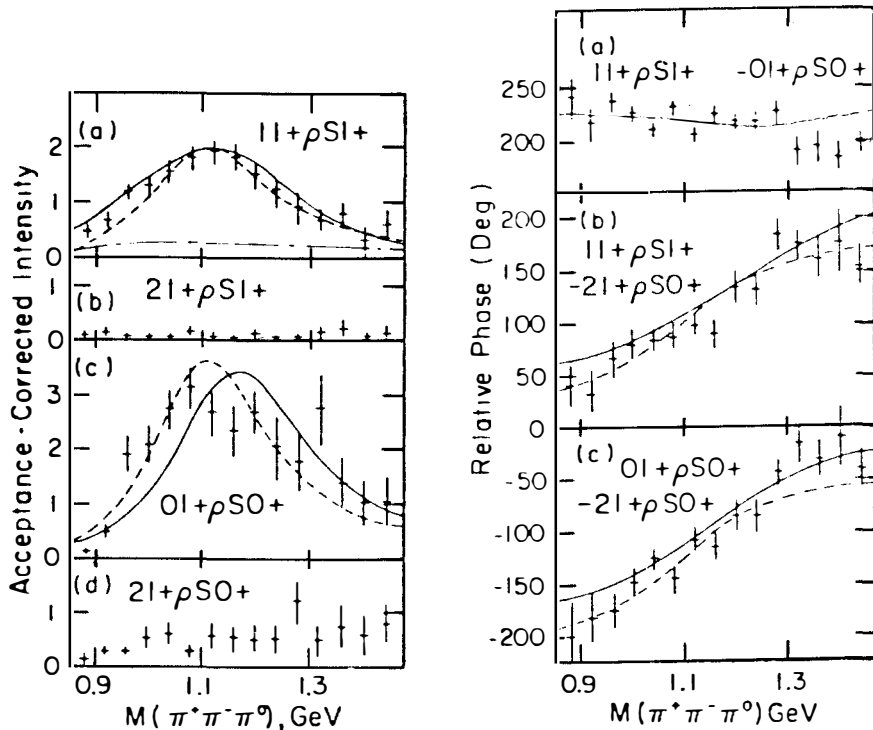 Acceptance-Corrected Intensity
(a) 11+ρS1+
2
1
0
(b) 21+ρS1+
1
0
(c)
3
2
1
01+ρS0+
0
(d) 21+ρS0+
1
0
0.9 1.1 1.3
M(π⁺π⁻π⁰), GeV
Relative Phase (Deg)
(a)
11+ρS1+ -01+ρS0+
250
200
(b)
200
11+ρS1+
-21+ρS0+
150
100
50
0
(c) 01+ρS0+
-21+ρS0+
-50
-100
-150
-200
0.9 1.1 1.3
M(π⁺π⁻π⁰)GeV